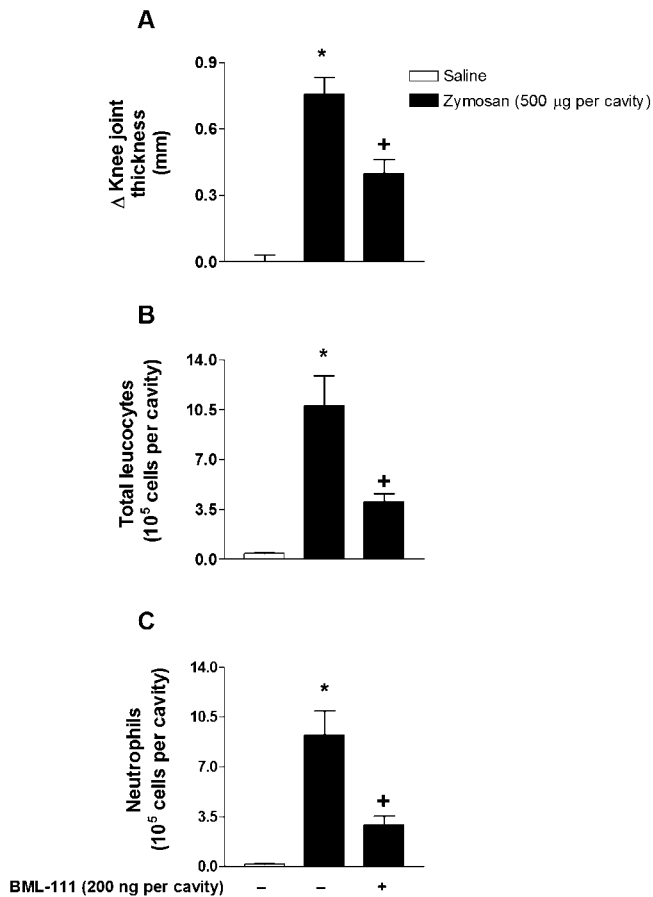 A
*
+
0.9
0.6
0.3
0.0
Δ Knee joint
thickness
(mm)
Saline
Zymosan (500 μg per cavity)
B
*
+
14.0
10.5
7.0
3.5
0.0
Total leucocytes
(10⁵ cells per cavity)
C
*
+
14.0
10.5
7.0
3.5
0.0
Neutrophils
(10⁵ cells per cavity)
BML-111 (200 ng per cavity) – – +